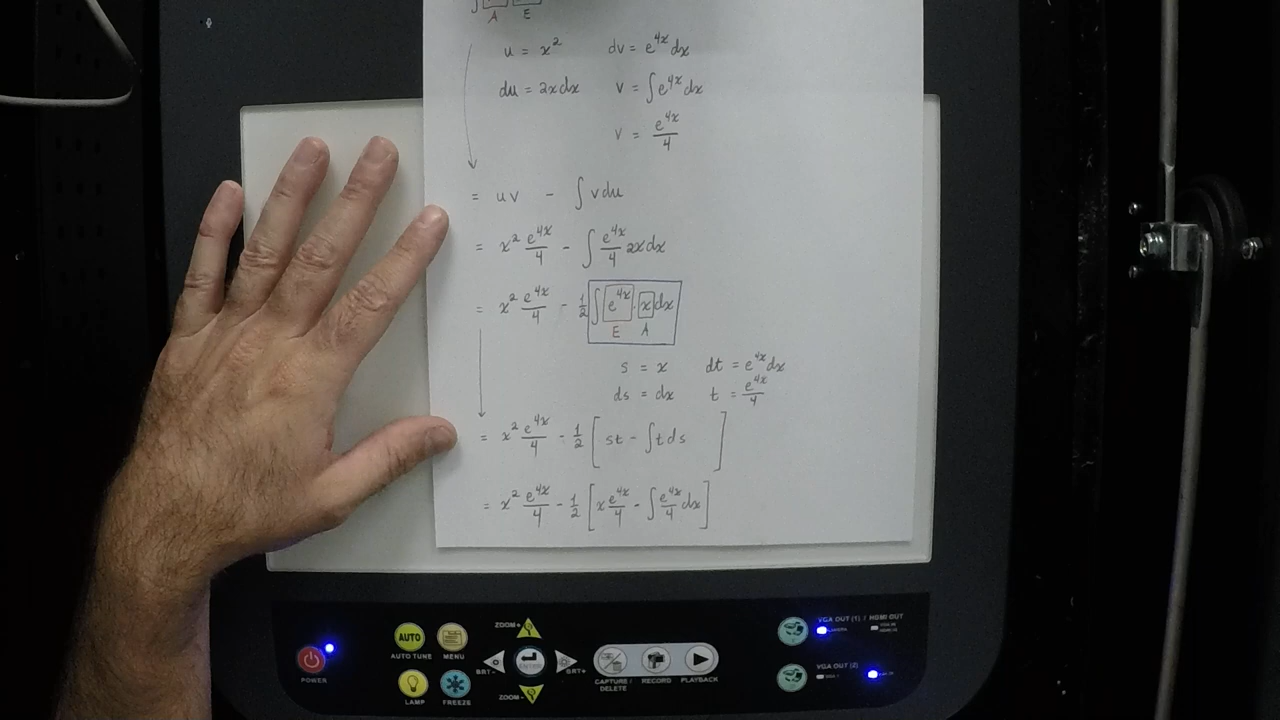 ∫ A E
u = x² dv = e^{4x} dx
du = 2x dx v = ∫ e^{4x} dx
v = e^{4x}/4
= uv - ∫ v du
= x² e^{4x}/4 - ∫ e^{4x}/4 2x dx
= x² e^{4x}/4 - 1/2 ∫ e^{4x} · x dx
E A
s = x dt = e^{4x} dx
ds = dx t = e^{4x}/4
= x² e^{4x}/4 - 1/2 [ st - ∫ t ds ]
= x² e^{4x}/4 - 1/2 [ x e^{4x}/4 - ∫ e^{4x}/4 dx ]
POWER
AUTO
AUTO TUNE
MENU
LAMP
FREEZE
ZOOM+
BRT-
BRT+
ZOOM-
CAPTURE / DELETE
RECORD
PLAYBACK
VGA OUT (1) / HDMI OUT
VGA OUT (2)